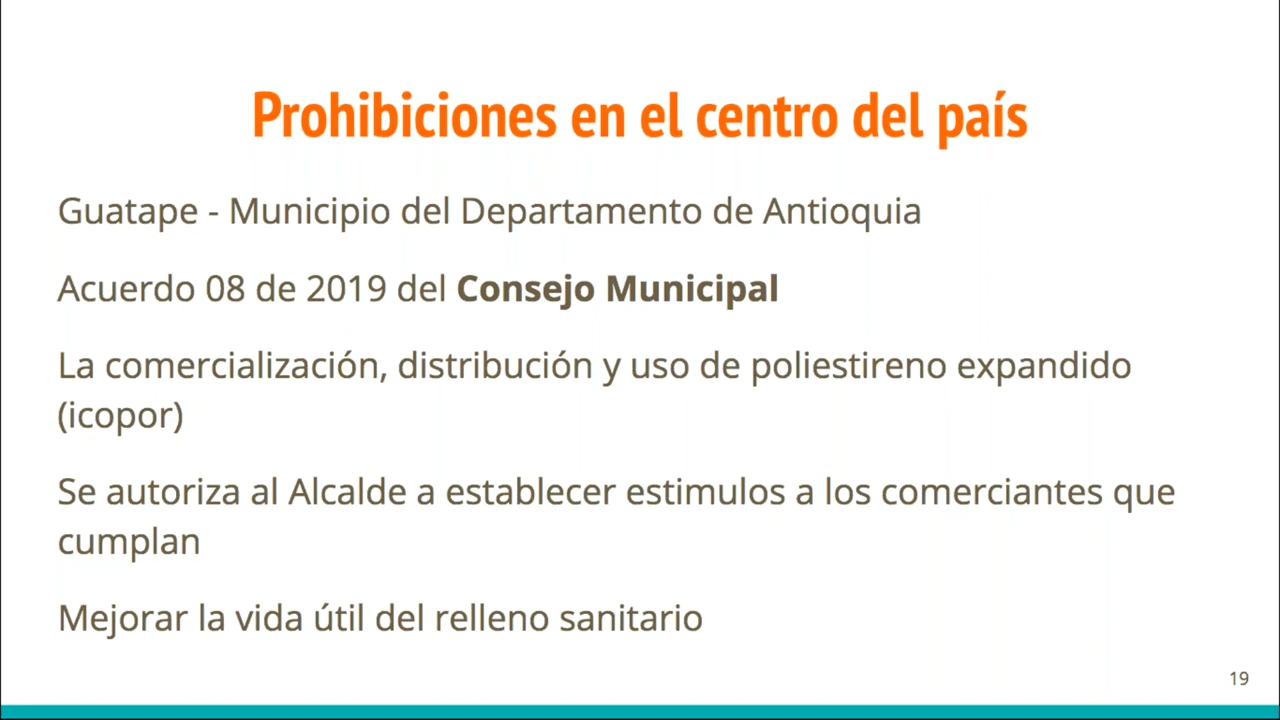 Prohibiciones en el centro del país
Guatape - Municipio del Departamento de Antioquia
Acuerdo 08 de 2019 del Consejo Municipal
La comercialización, distribución y uso de poliestireno expandido
(icopor)
Se autoriza al Alcalde a establecer estimulos a los comerciantes que
cumplan
Mejorar la vida útil del relleno sanitario
19